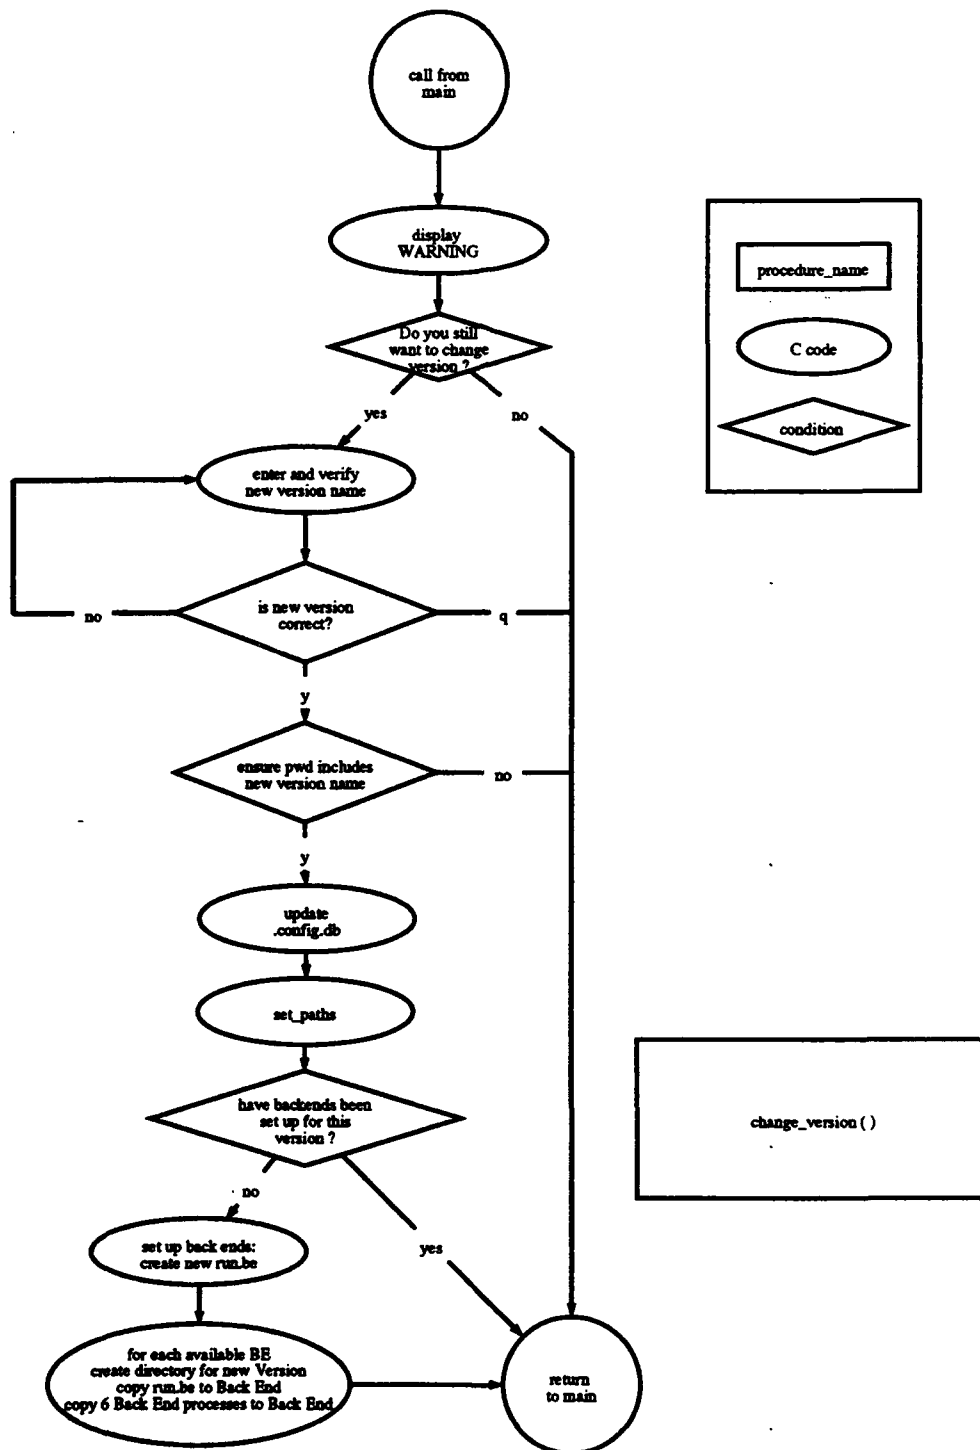 call from
main
display
WARNING
Do you still
want to change
version ?
yes
no
procedure_name
C code
condition
enter and verify
new version name
no
is new version
correct?
q
y
ensure pwd includes
new version name
no
y
update
.config.db
set_paths
have backends been
set up for this
version ?
change_version ( )
no
yes
set up back ends:
create new run.be
for each available BE
create directory for new Version
copy run.be to Back End
copy 6 Back End processes to Back End
return
to main